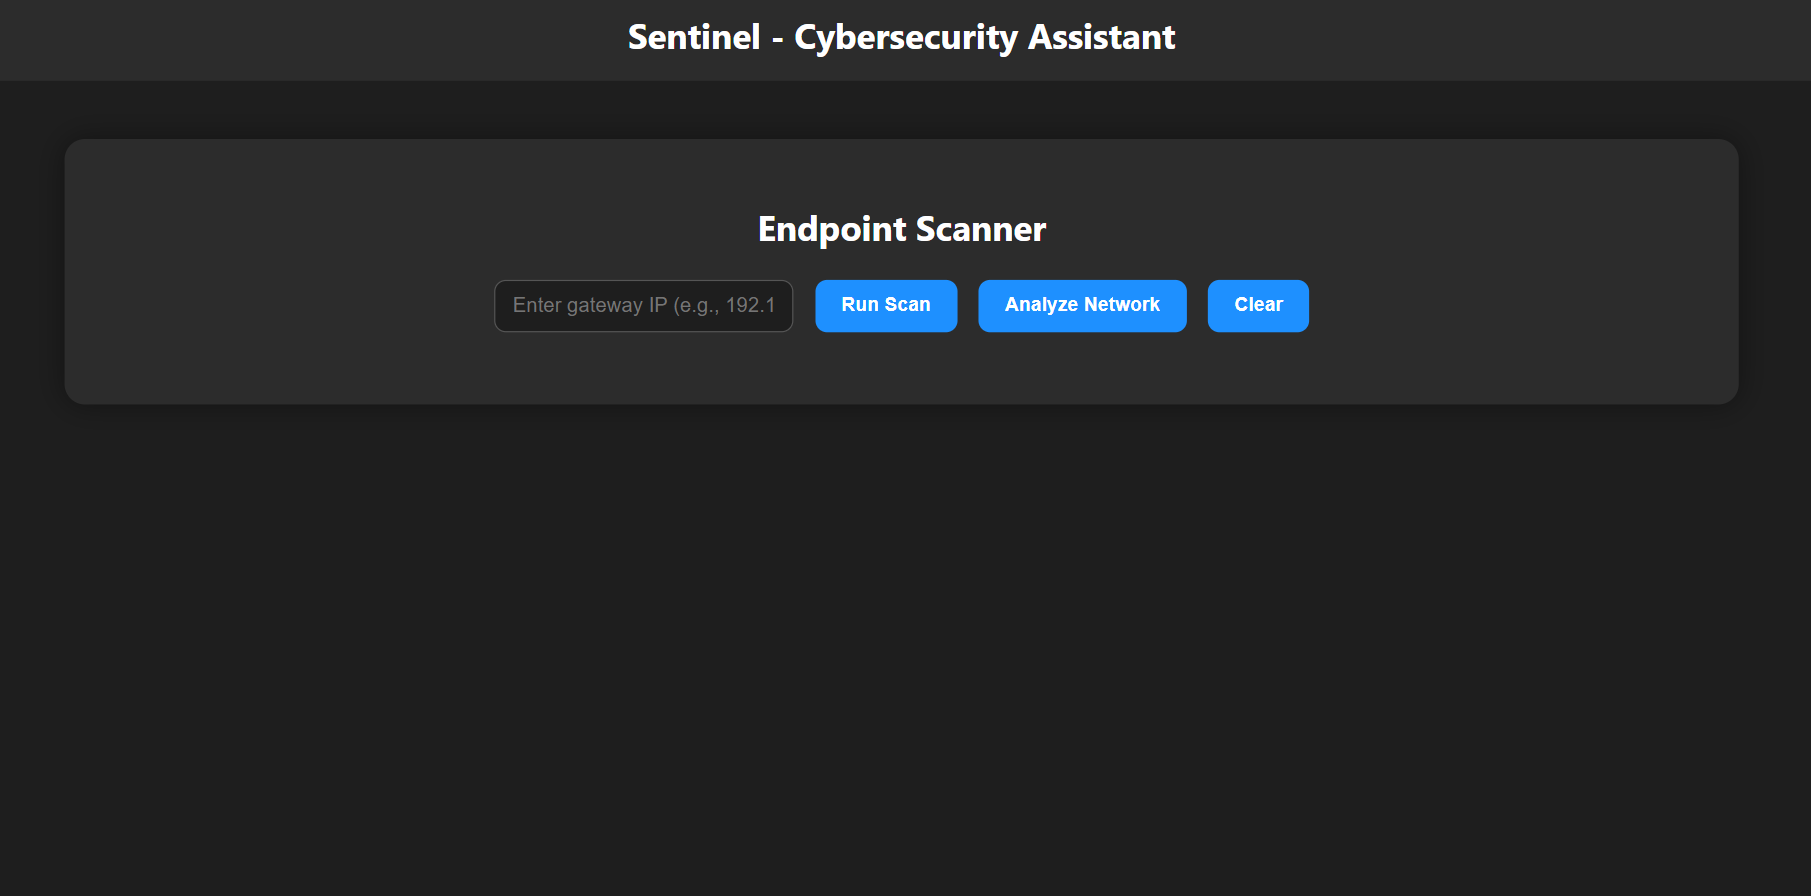 Sentinel - Cybersecurity Assistant
Endpoint Scanner
Enter gateway IP (e.g., 192.1
Run Scan
Analyze Network
Clear